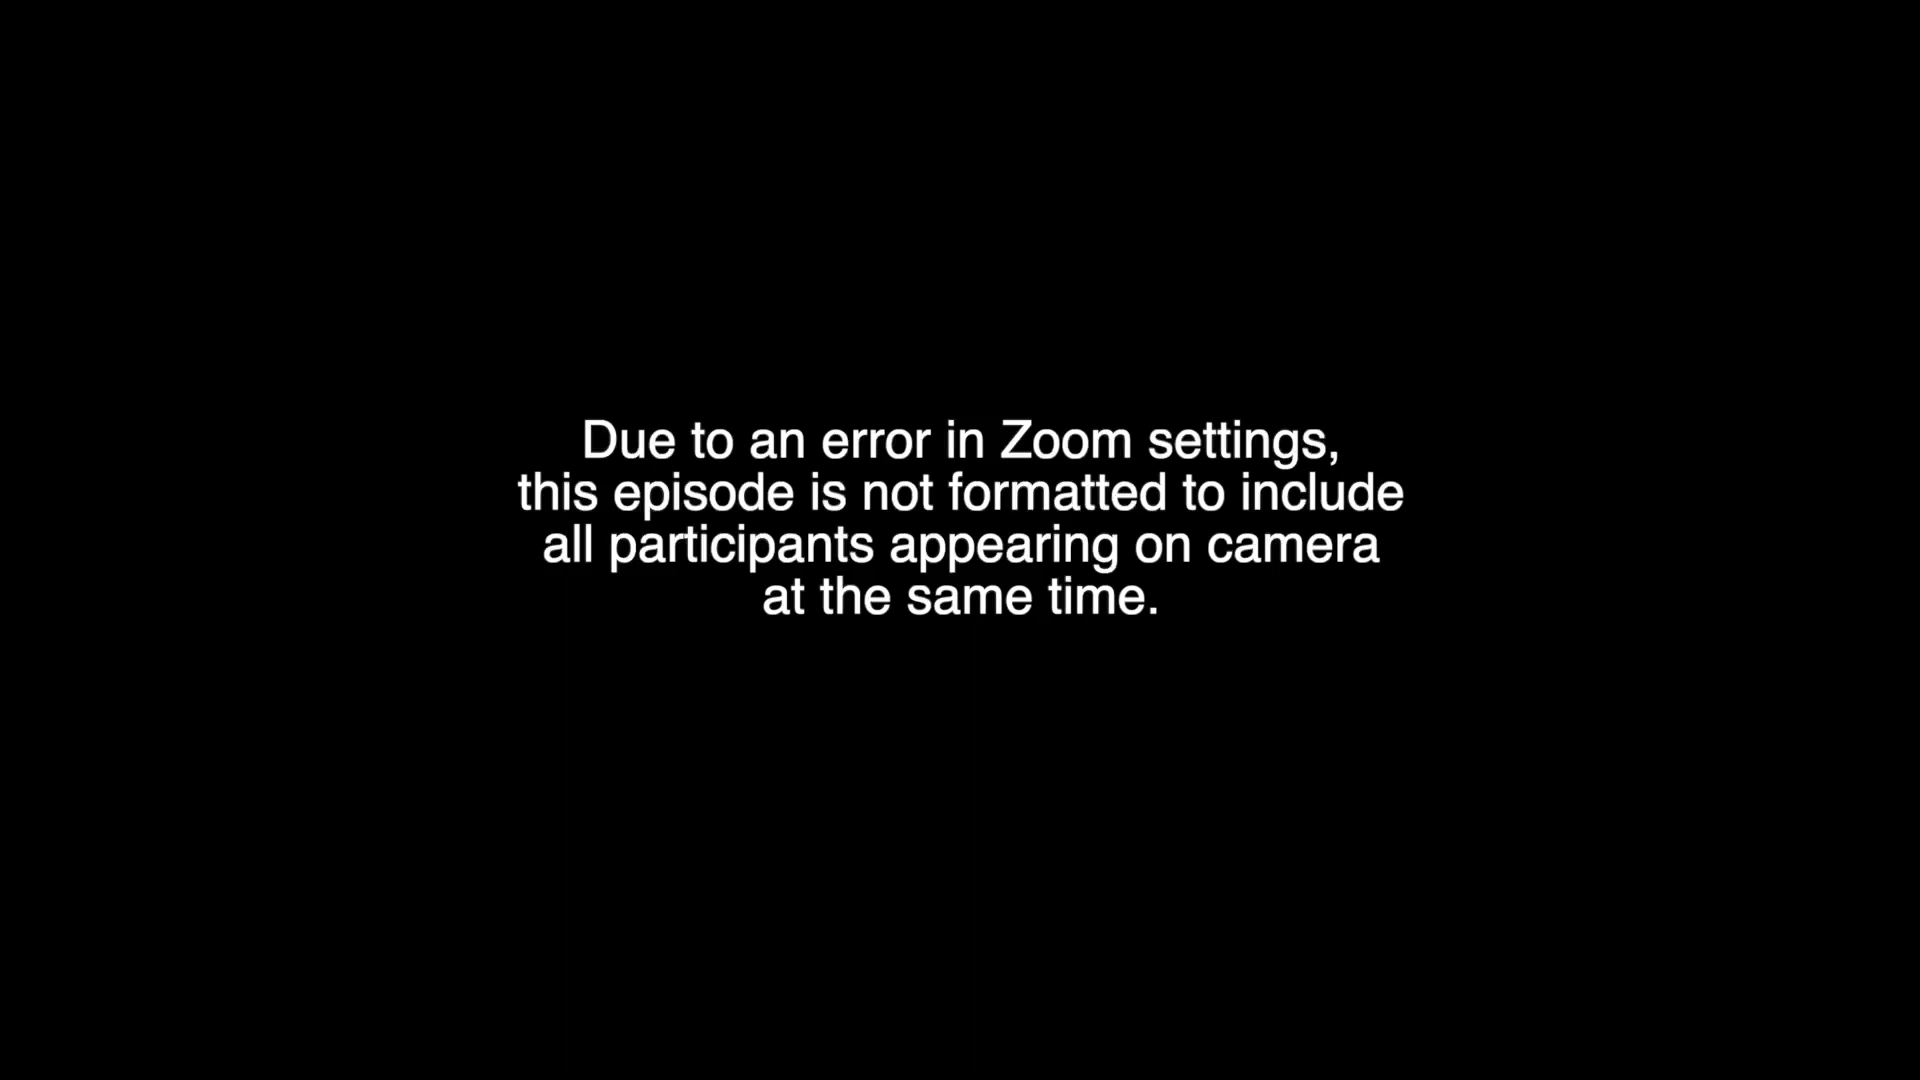 Due to an error in Zoom settings,
this episode is not formatted to include
all participants appearing on camera
at the same time.